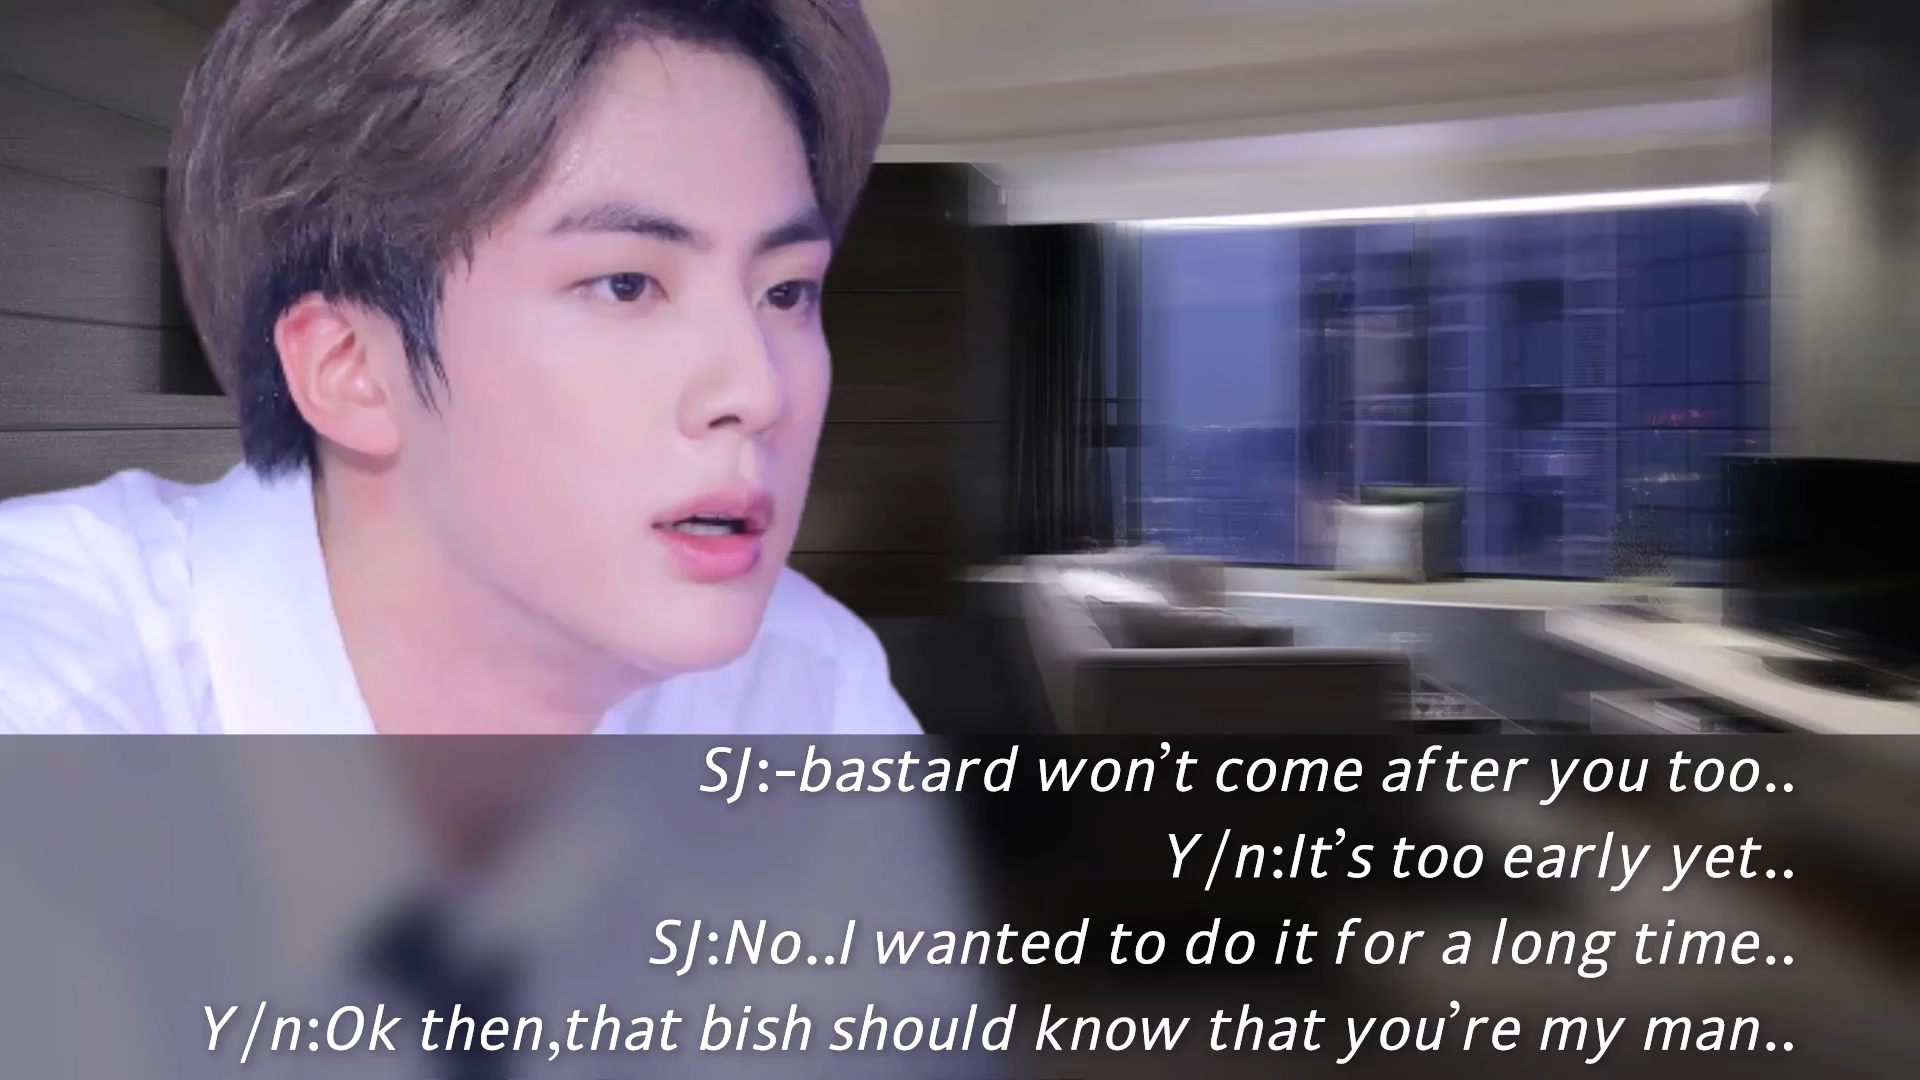 SJ:-bastard won't come after you too..
Y/n:It's too early yet..
SJ:No..I wanted to do it for a long time..
Y/n:Ok then,that bish should know that you're my man..